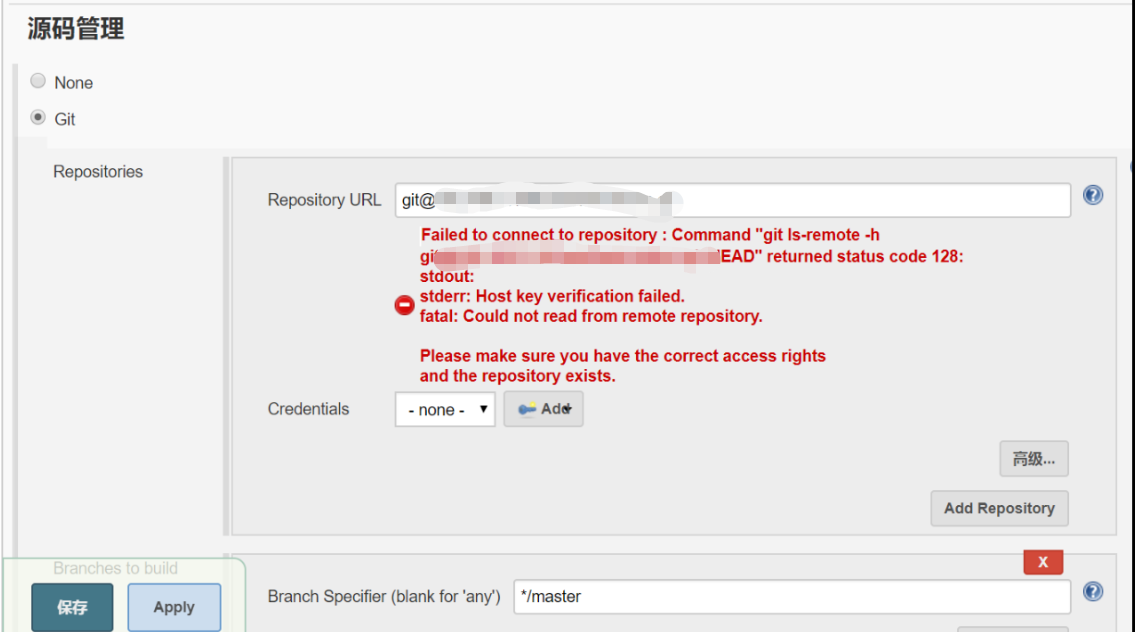 源码管理
None
Git
Repositories
Repository URL
git@
Failed to connect to repository : Command "git ls-remote -h
EAD" returned status code 128:
stdout:
stderr: Host key verification failed.
fatal: Could not read from remote repository.
Please make sure you have the correct access rights
and the repository exists.
Credentials
- none -
Add
高级...
Add Repository
Branches to build
X
Branch Specifier (blank for 'any')
*/master
保存
Apply